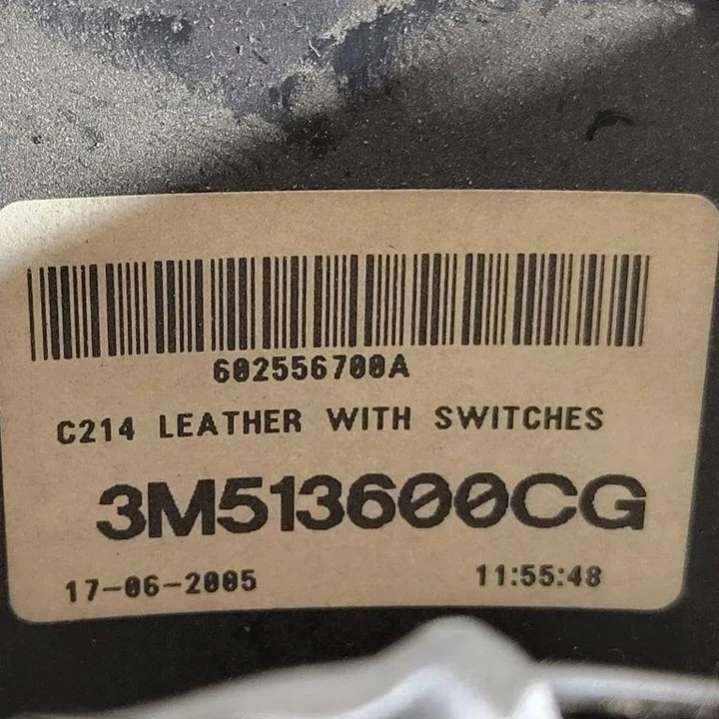 602556700A
C214 LEATHER WITH SWITCHES
3M513600CG
17-06-2005 11:55:48